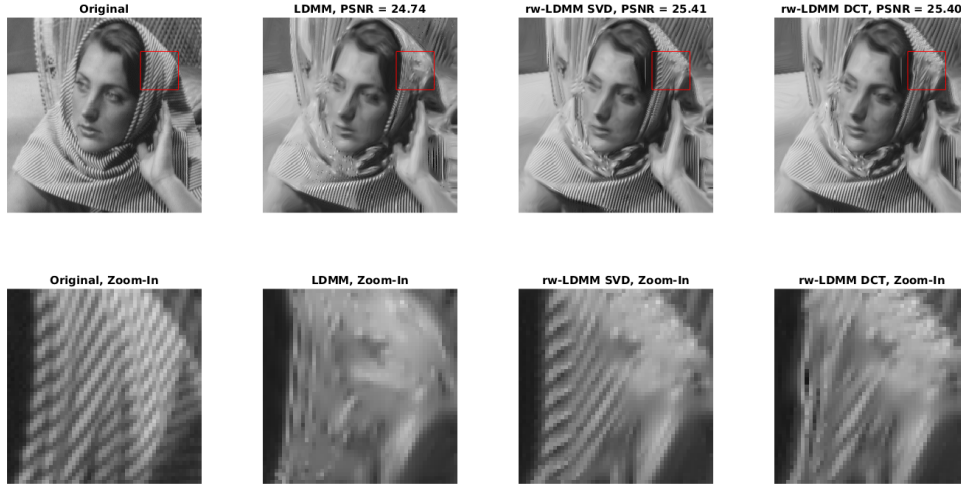 Original
LDMM, PSNR = 24.74
rw-LDMM SVD, PSNR = 25.41
rw-LDMM DCT, PSNR = 25.40
Original, Zoom-In
LDMM, Zoom-In
rw-LDMM SVD, Zoom-In
rw-LDMM DCT, Zoom-In